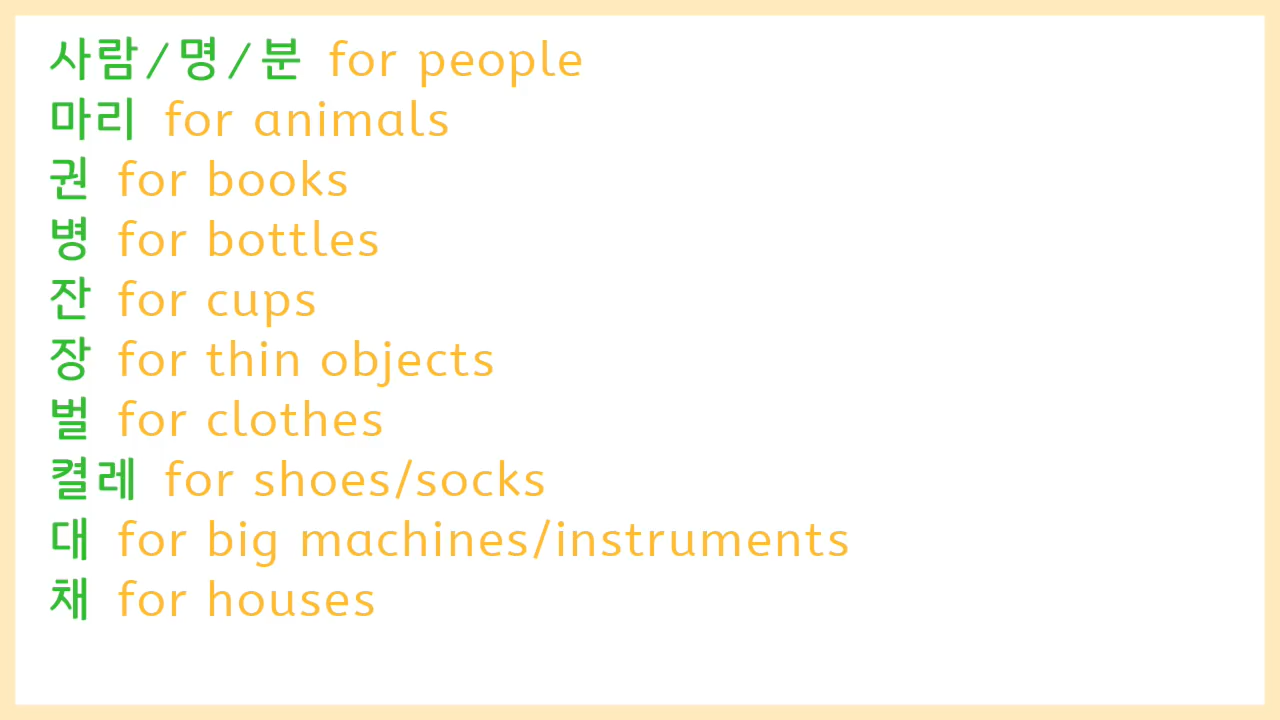 사람/명/분 for people
마리 for animals
권 for books
병 for bottles
잔 for cups
장 for thin objects
벌 for clothes
켤레 for shoes/socks
대 for big machines/instruments
채 for houses